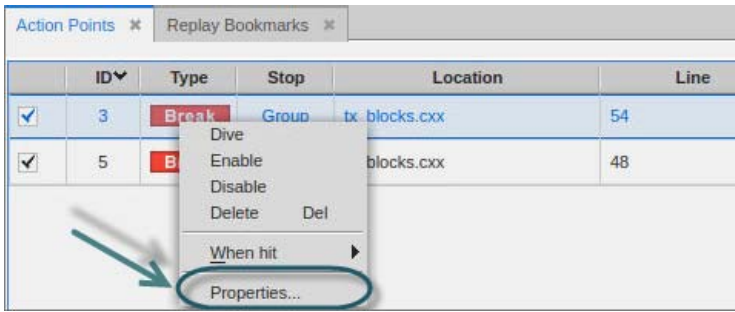 Action Points Replay Bookmarks
ID Type Stop Location Line
3 Break Group tx_blocks.cxx 54
5 blocks.cxx 48
Dive
Enable
Disable
Delete Del
When hit
Properties...